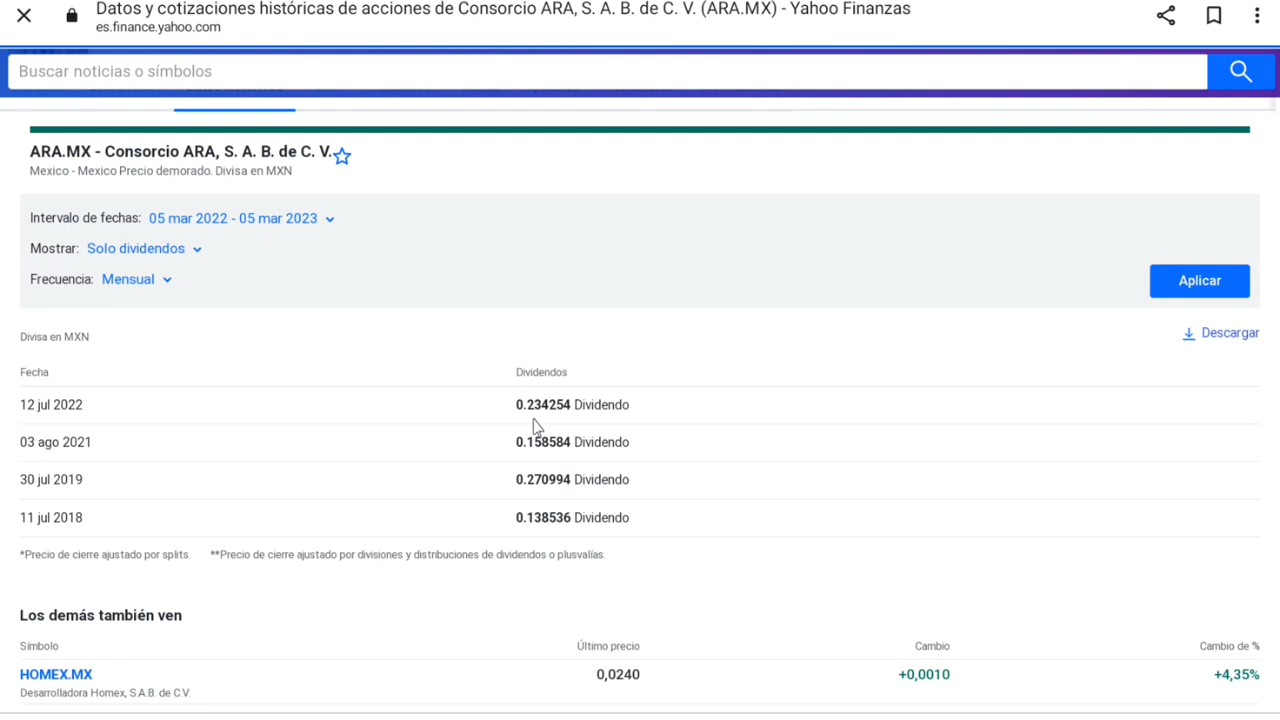 Datos y cotizaciones históricas de acciones de Consorcio ARA, S. A. B. de C. V. (ARA.MX) - Yahoo Finanzas
es.finance.yahoo.com
Buscar noticias o símbolos
ARA.MX - Consorcio ARA, S. A. B. de C. V.
Mexico - Mexico Precio demorado. Divisa en MXN
Intervalo de fechas: 05 mar 2022 - 05 mar 2023
Mostrar: Solo dividendos
Frecuencia: Mensual
Aplicar
Divisa en MXN
Descargar
Fecha Dividendos
12 jul 2022 0.234254 Dividendo
03 ago 2021 0.158584 Dividendo
30 jul 2019 0.270994 Dividendo
11 jul 2018 0.138536 Dividendo
*Precio de cierre ajustado por splits. **Precio de cierre ajustado por divisiones y distribuciones de dividendos o plusvalías.
Los demás también ven
Símbolo Último precio Cambio Cambio de %
HOMEX.MX 0,0240 +0,0010 +4,35%
Desarrolladora Homex, S.A.B. de C.V.